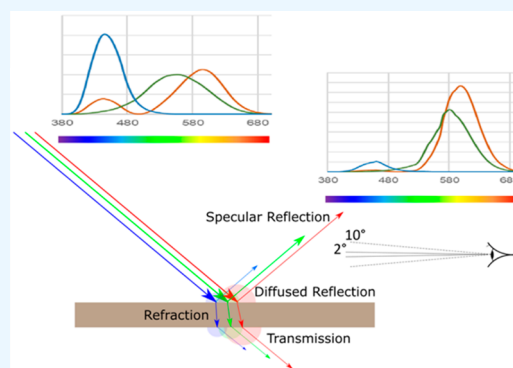 380 480 580 680
380 480 580 68
Specular Reflection
10°
2°
Diffused Reflection
Refraction
Transmission